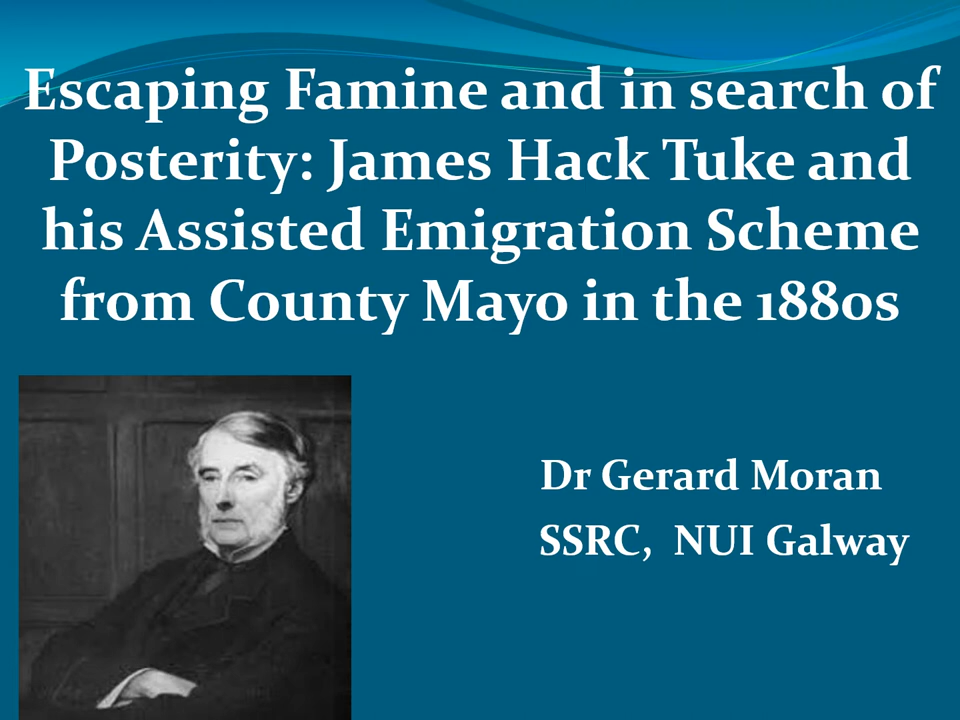 Escaping Famine and in search of
Posterity: James Hack Tuke and
his Assisted Emigration Scheme
from County Mayo in the 1880s
Dr Gerard Moran
SSRC, NUI Galway